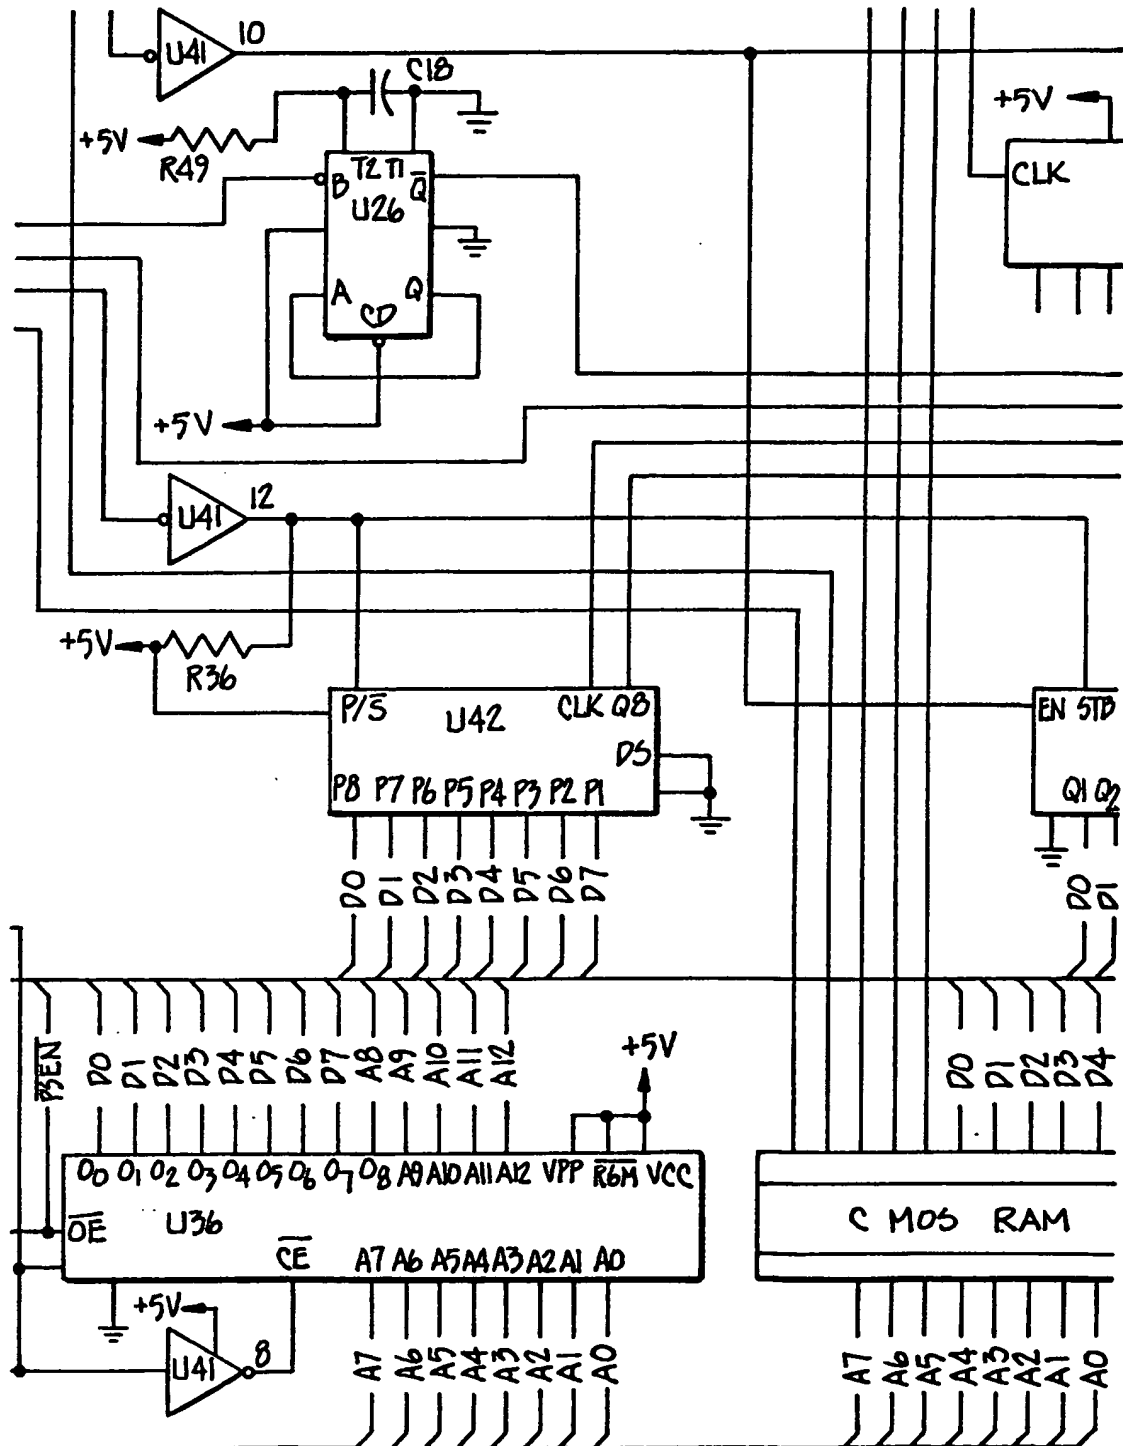 U41 10
C18
+5V
+5V
R49
T2 T1
B Q̅
U26
CLK
A Q
CD
+5V
U41 12
+5V
R36
P/S̅ U42 CLK Q8
EN STB
DS
P8 P7 P6 P5 P4 P3 P2 P1
Q1 Q2
D0 D1 D2 D3 D4 D5 D6 D7
D0 D1
+5V
P̅3̅E̅N̅ D0 D1 D2 D3 D4 D5 D6 D7 A8 A9 A10 A11 A12
D0 D1 D2 D3 D4
O0 O1 O2 O3 O4 O5 O6 O7 O8 A9 A10 A11 A12 VPP R̅6̅M̅ VCC
O̅E̅ U36
C MOS RAM
C̅E̅ A7 A6 A5 A4 A3 A2 A1 A0
+5V
U41 8
A7 A6 A5 A4 A3 A2 A1 A0
A7 A6 A5 A4 A3 A2 A1 A0